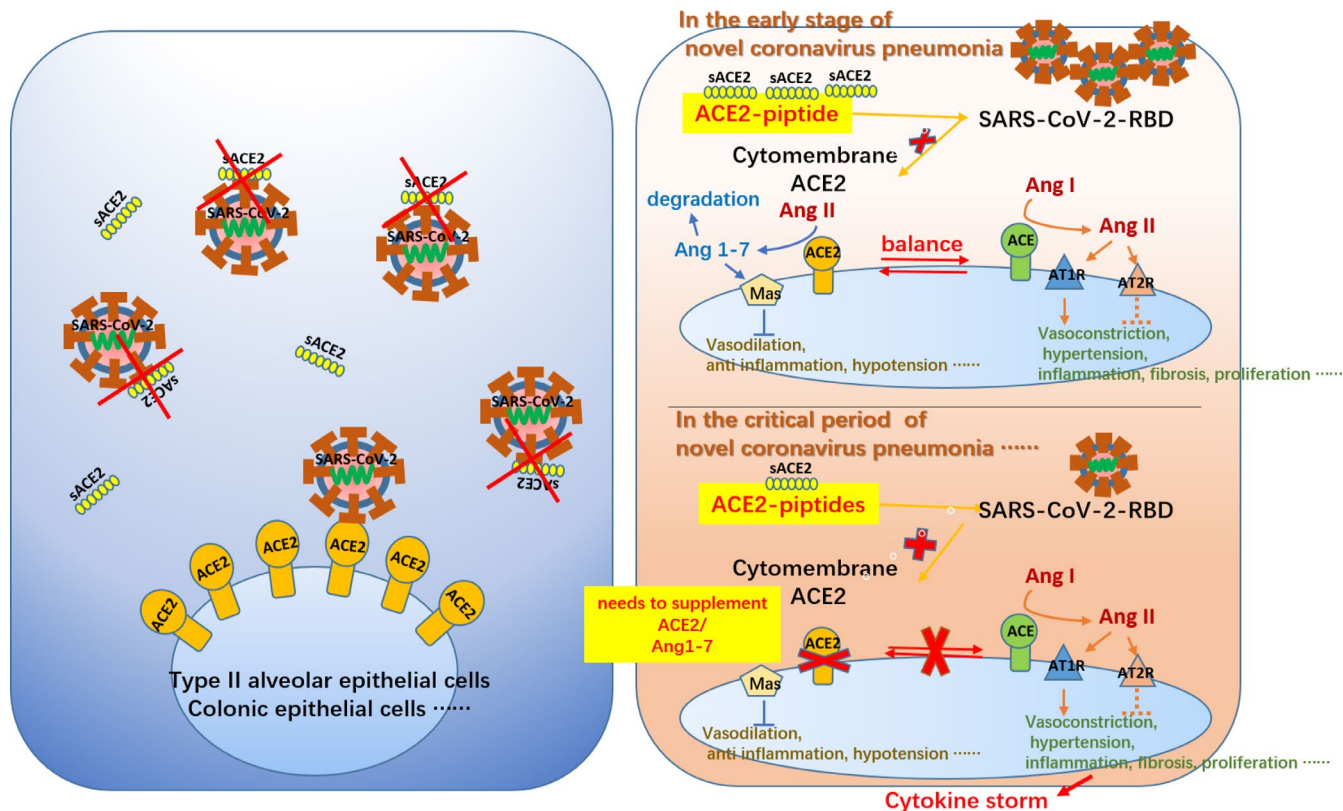 sACE2
SARS-CoV-2
sACE2
SARS-CoV-2
sACE2
SARS-CoV-2
sACE2
sACE2
SARS-CoV-2
sACE2
SARS-CoV-2
sACE2
ACE2
ACE2
ACE2
ACE2
ACE2
ACE2
Type II alveolar epithelial cells
Colonic epithelial cells ……
In the early stage of
novel coronavirus pneumonia
sACE2 sACE2 sACE2
ACE2-piptide
SARS-CoV-2-RBD
Cytomembrane
ACE2
Ang I
degradation
Ang II
Ang II
Ang 1-7
ACE2
balance
ACE
Mas
AT1R
AT2R
Vasodilation,
anti inflammation, hypotension ……
Vasoconstriction,
hypertension,
inflammation, fibrosis, proliferation ……
In the critical period of
novel coronavirus pneumonia ……
sACE2
ACE2-piptides
SARS-CoV-2-RBD
Cytomembrane
ACE2
needs to supplement
ACE2/
Ang1-7
Ang I
Ang II
ACE2
ACE
Mas
AT1R
AT2R
Vasodilation,
anti inflammation, hypotension ……
Vasoconstriction,
hypertension,
inflammation, fibrosis, proliferation ……
Cytokine storm